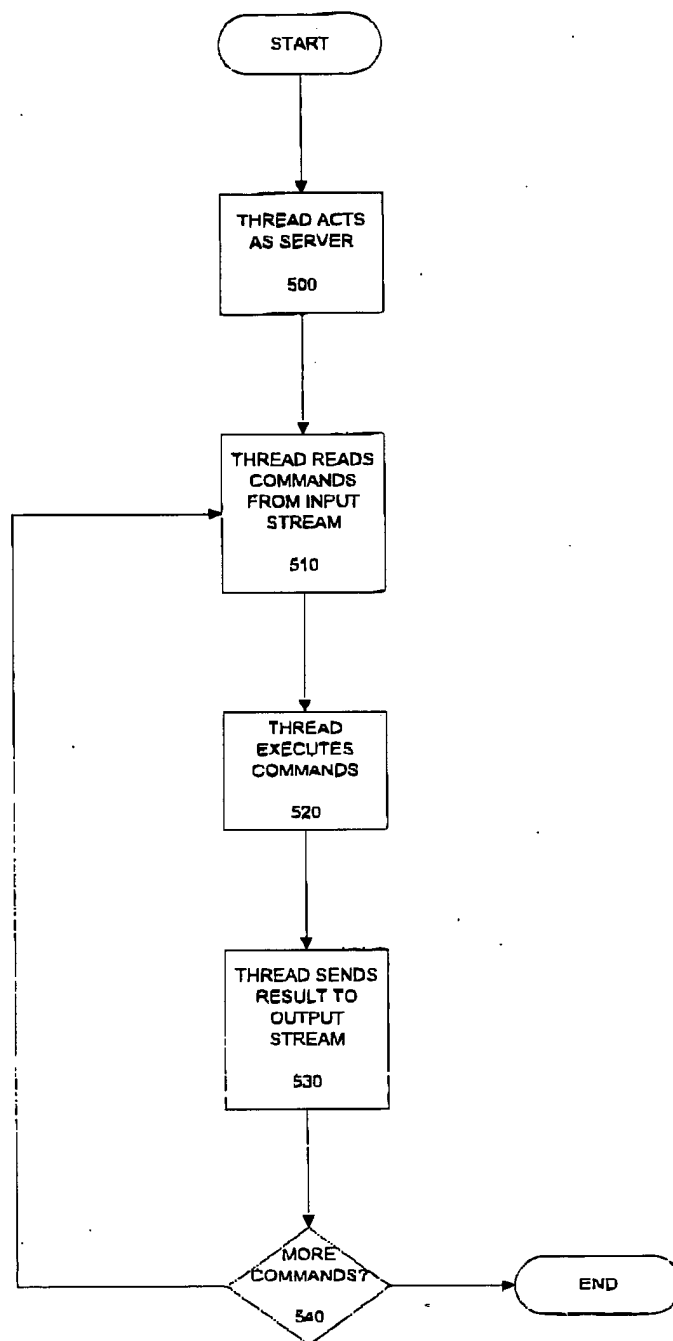 START
THREAD ACTS
AS SERVER
500
THREAD READS
COMMANDS
FROM INPUT
STREAM
510
THREAD
EXECUTES
COMMANDS
520
THREAD SENDS
RESULT TO
OUTPUT
STREAM
530
MORE
COMMANDS?
540
END